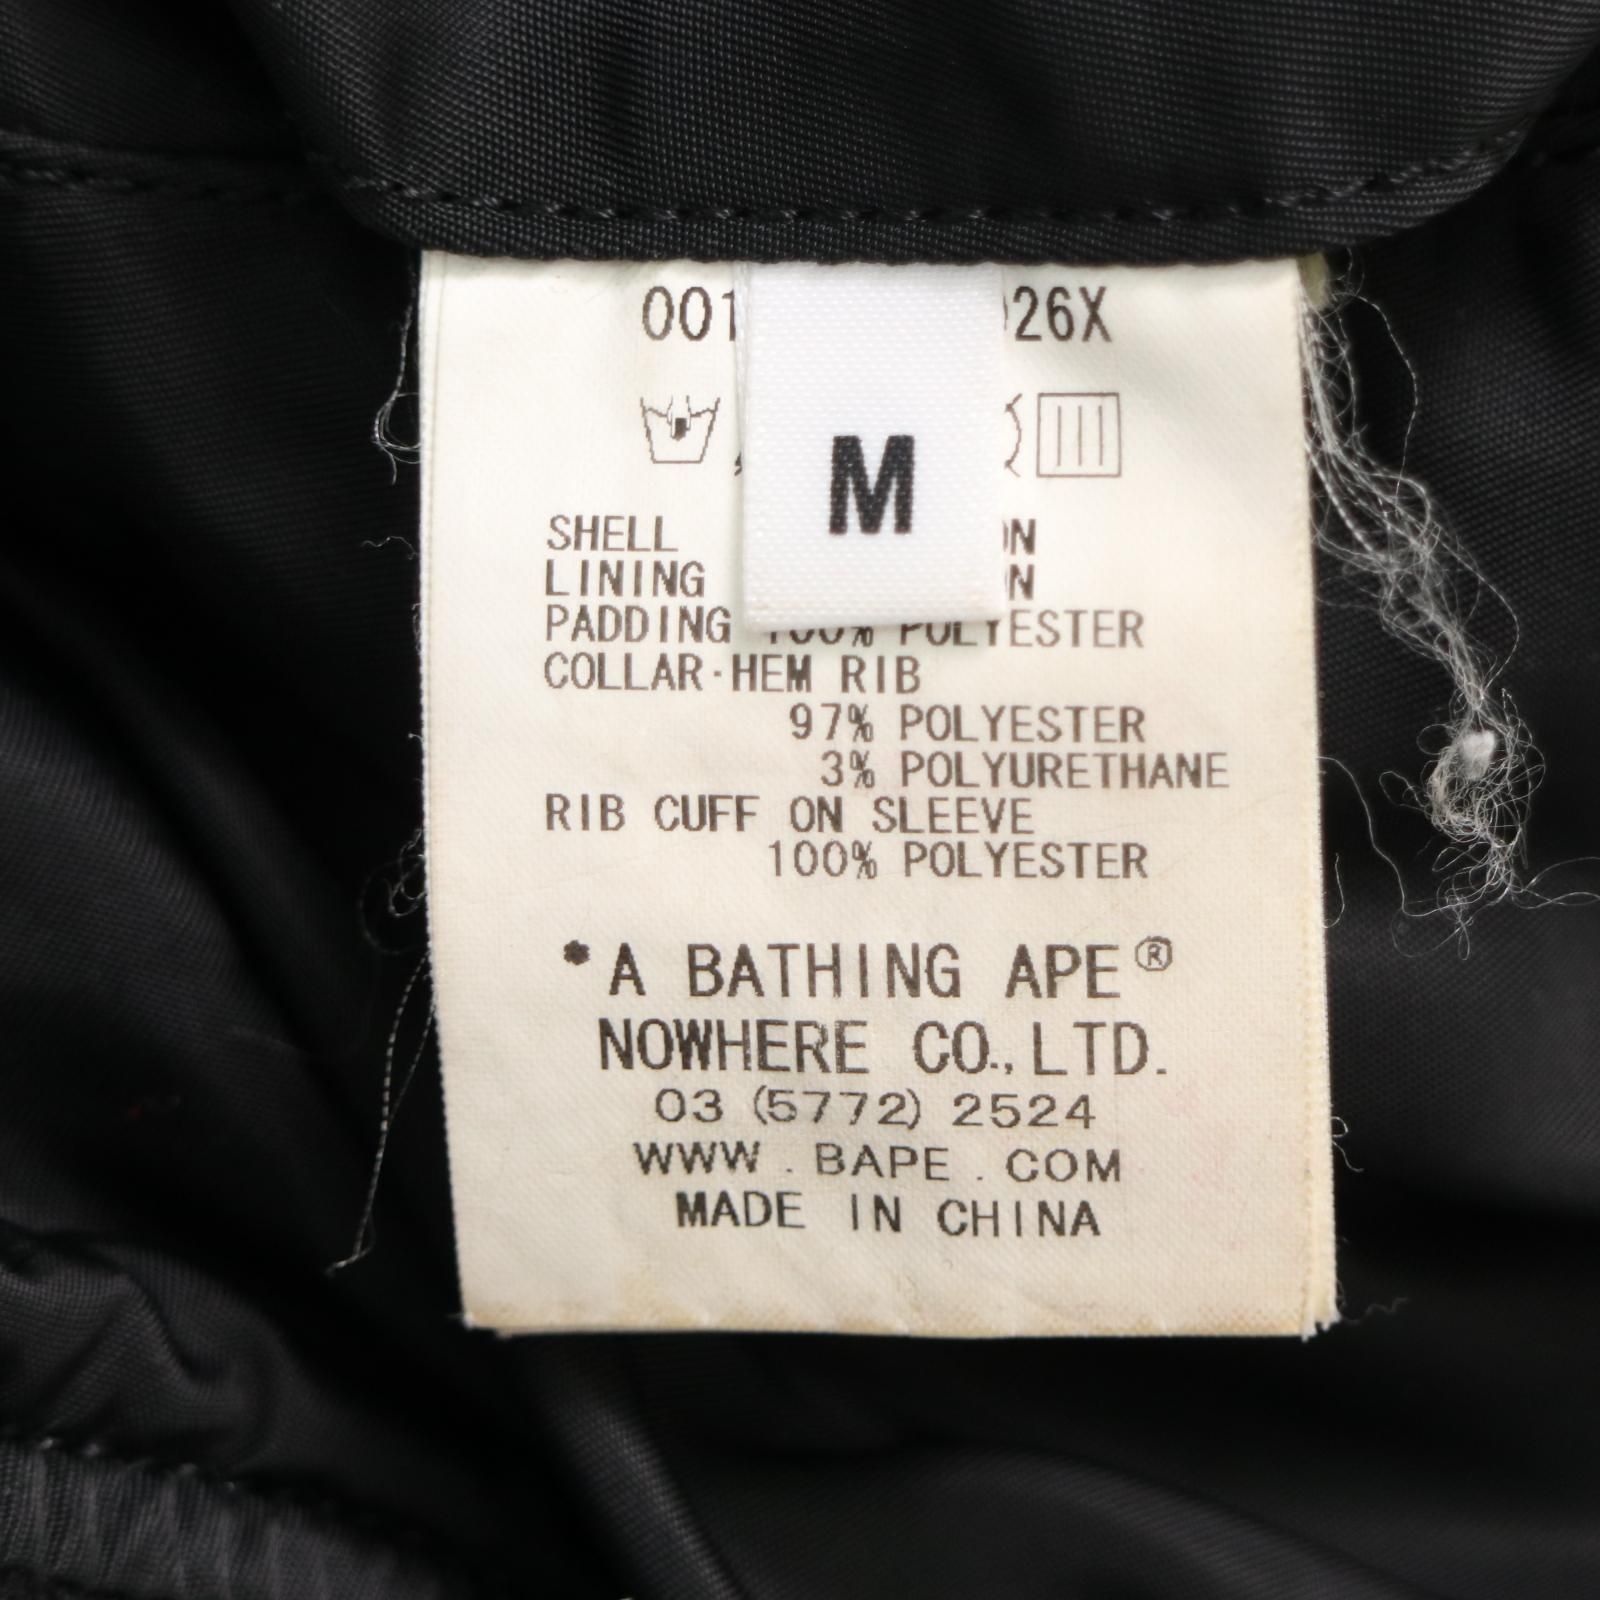 001 26X
M
SHELL
LINING
PADDING 100% POLYESTER
COLLAR·HEM RIB
97% POLYESTER
3% POLYURETHANE
RIB CUFF ON SLEEVE
100% POLYESTER
*A BATHING APE®
NOWHERE CO.,LTD.
03 (5772) 2524
WWW . BAPE . COM
MADE IN CHINA